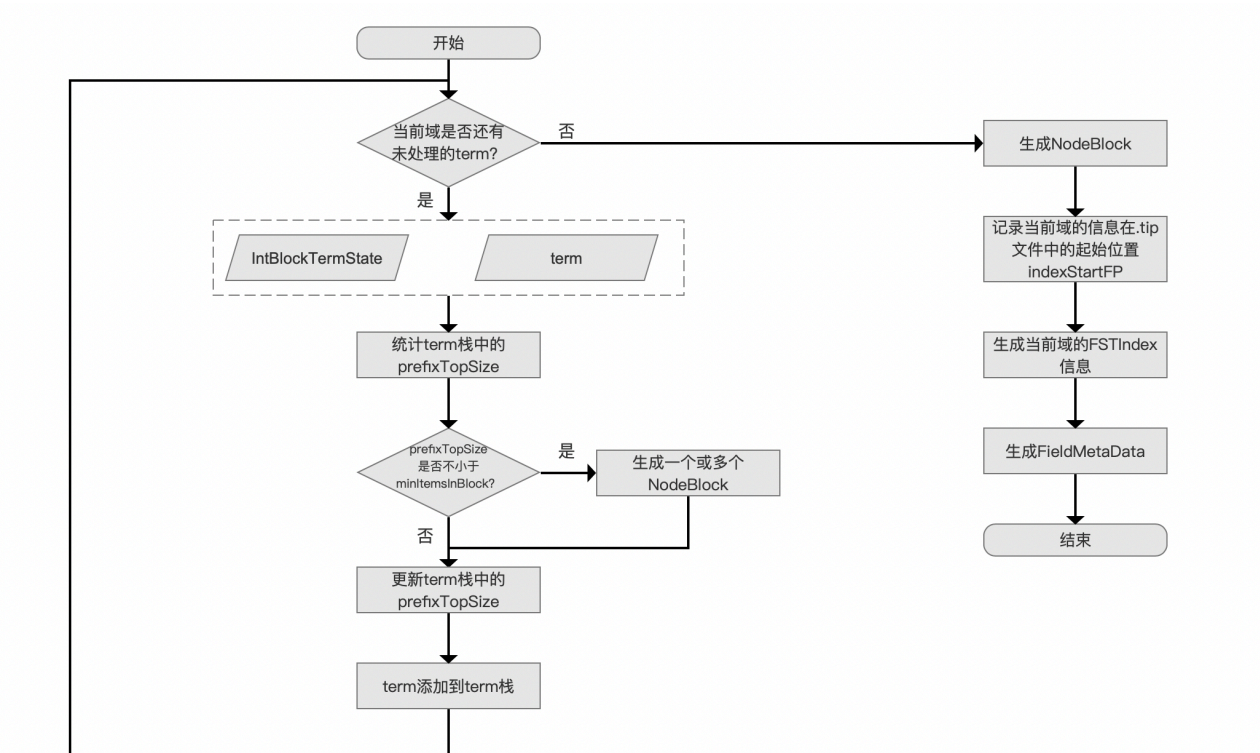 开始
当前域是否还有
未处理的term?
否
是
IntBlockTermState
term
统计term栈中的
prefixTopSize
prefixTopSize
是否不小于
minItemsInBlock?
是
生成一个或多个
NodeBlock
否
更新term栈中的
prefixTopSize
term添加到term栈
生成NodeBlock
记录当前域的信息在.tip
文件中的起始位置
indexStartFP
生成当前域的FSTIndex
信息
生成FieldMetaData
结束